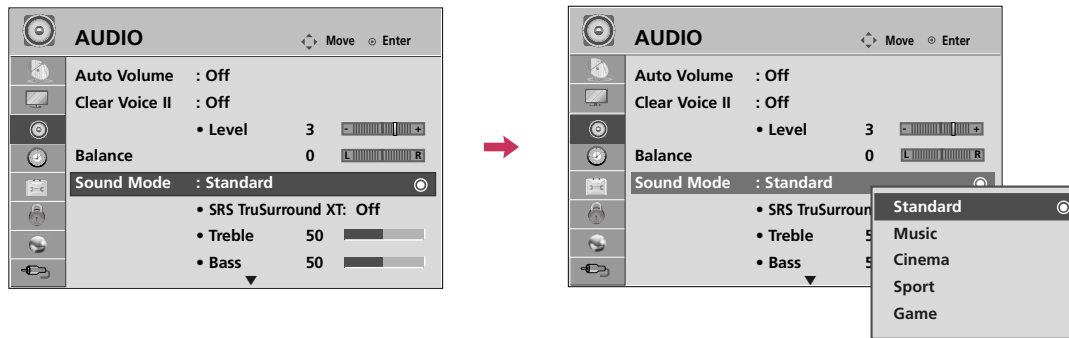 AUDIO Move Enter
Auto Volume : Off
Clear Voice II : Off
• Level 3 - +
Balance 0 L R
Sound Mode : Standard
• SRS TruSurround XT: Off
• Treble 50
• Bass 50
AUDIO Move Enter
Auto Volume : Off
Clear Voice II : Off
• Level 3 - +
Balance 0 L R
Sound Mode : Standard
• SRS TruSurroun
• Treble 5
• Bass 5
Standard
Music
Cinema
Sport
Game